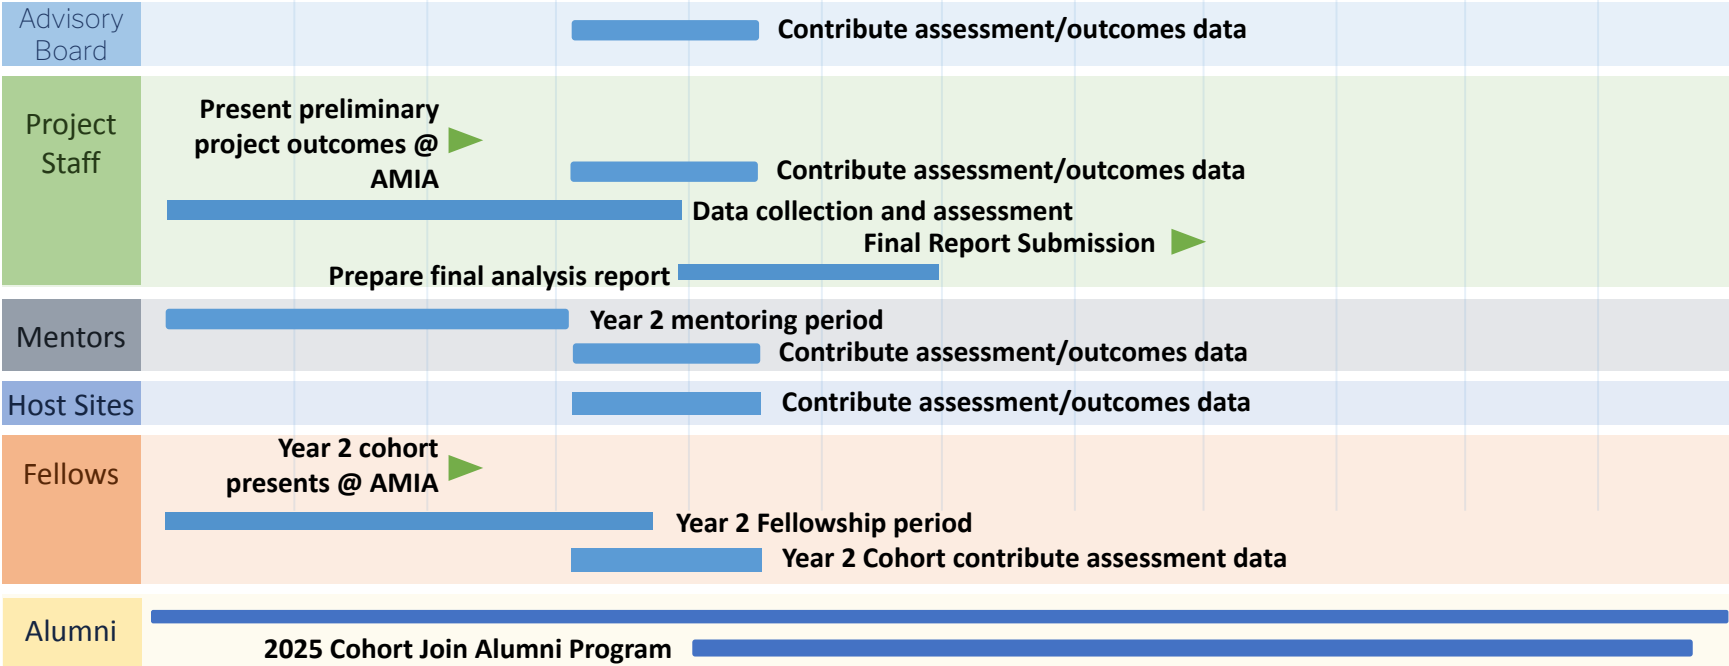 Advisory
Board
Contribute assessment/outcomes data
Project
Staff
Present preliminary
project outcomes @
AMIA
Contribute assessment/outcomes data
Data collection and assessment
Final Report Submission
Prepare final analysis report
Mentors
Year 2 mentoring period
Contribute assessment/outcomes data
Host Sites
Contribute assessment/outcomes data
Fellows
Year 2 cohort
presents @ AMIA
Year 2 Fellowship period
Year 2 Cohort contribute assessment data
Alumni
2025 Cohort Join Alumni Program